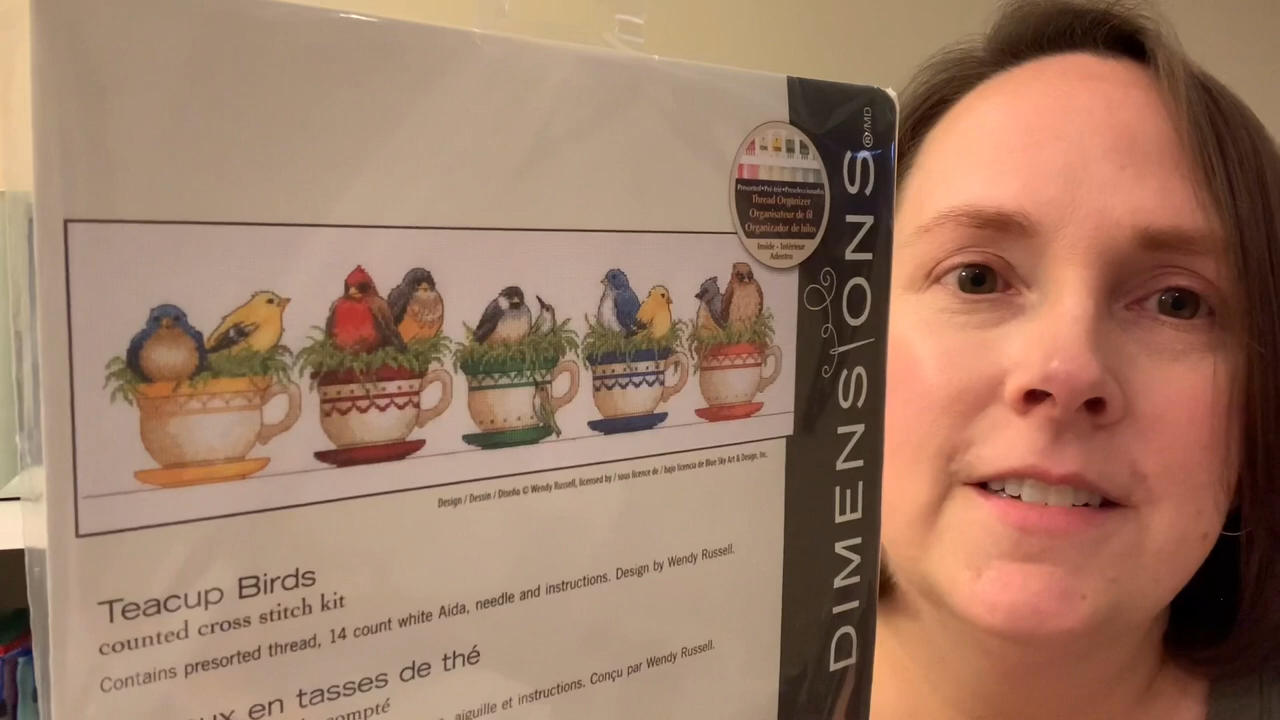 DIMENSIONS®/MD
Presorted•Pré-trié•Preseleccionados
Thread Organizer
Organisateur de fil
Organizador de hilos
Inside - Intérieur
Adentro
Design / Dessin / Diseño © Wendy Russell, licensed by / sous licence de / bajo licencia de Blue Sky Art & Design, Inc.
Teacup Birds
counted cross stitch kit
Contains presorted thread, 14 count white Aida, needle and instructions. Design by Wendy Russell.
en tasses de thé
compté
aiguille et instructions. Conçu par Wendy Russell.